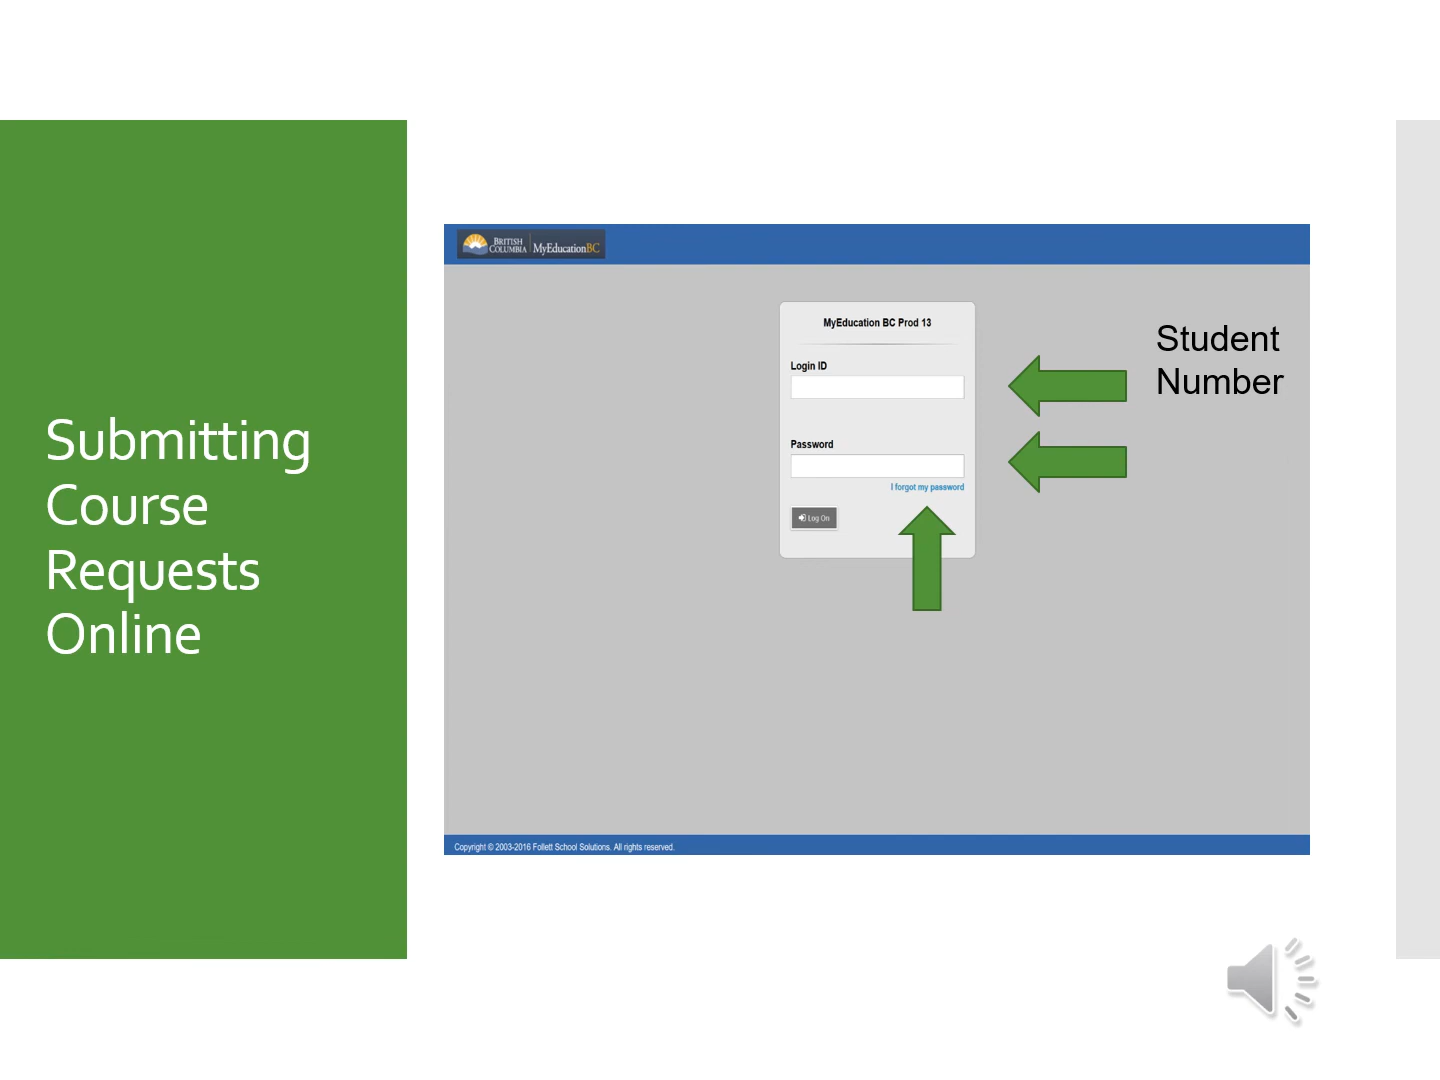 Submitting
Course
Requests
Online
BRITISH
COLUMBIA
MyEducationBC
MyEducation BC Prod 13
Login ID
Password
I forgot my password
Log On
Student
Number
Copyright © 2003-2016 Follett School Solutions. All rights reserved.